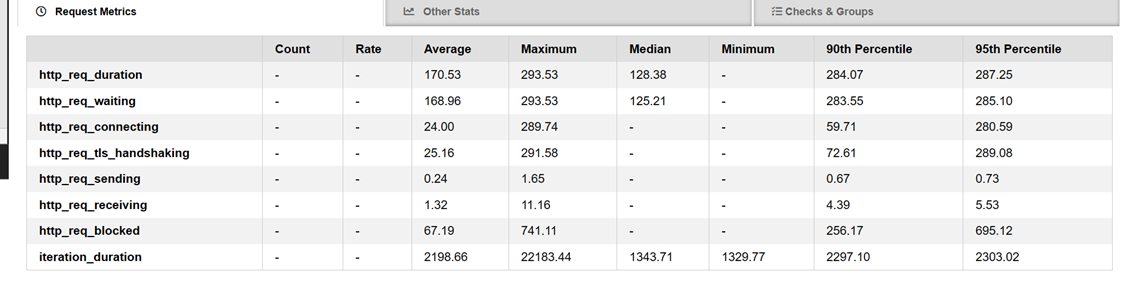 Request Metrics Other Stats Checks & Groups
Count Rate Average Maximum Median Minimum 90th Percentile 95th Percentile
http_req_duration - - 170.53 293.53 128.38 - 284.07 287.25
http_req_waiting - - 168.96 293.53 125.21 - 283.55 285.10
http_req_connecting - - 24.00 289.74 - - 59.71 280.59
http_req_tls_handshaking - - 25.16 291.58 - - 72.61 289.08
http_req_sending - - 0.24 1.65 - - 0.67 0.73
http_req_receiving - - 1.32 11.16 - - 4.39 5.53
http_req_blocked - - 67.19 741.11 - - 256.17 695.12
iteration_duration - - 2198.66 22183.44 1343.71 1329.77 2297.10 2303.02